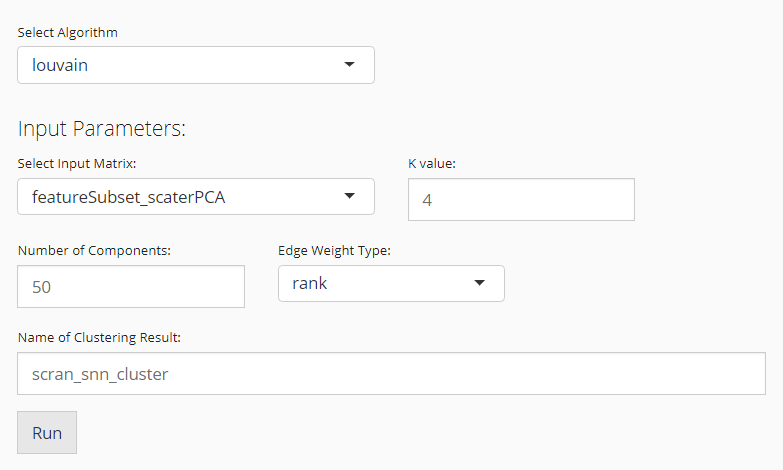 Select Algorithm
louvain
Input Parameters:
Select Input Matrix:
K value:
featureSubset_scaterPCA
4
Number of Components:
Edge Weight Type:
50
rank
Name of Clustering Result:
scran_snn_cluster
Run